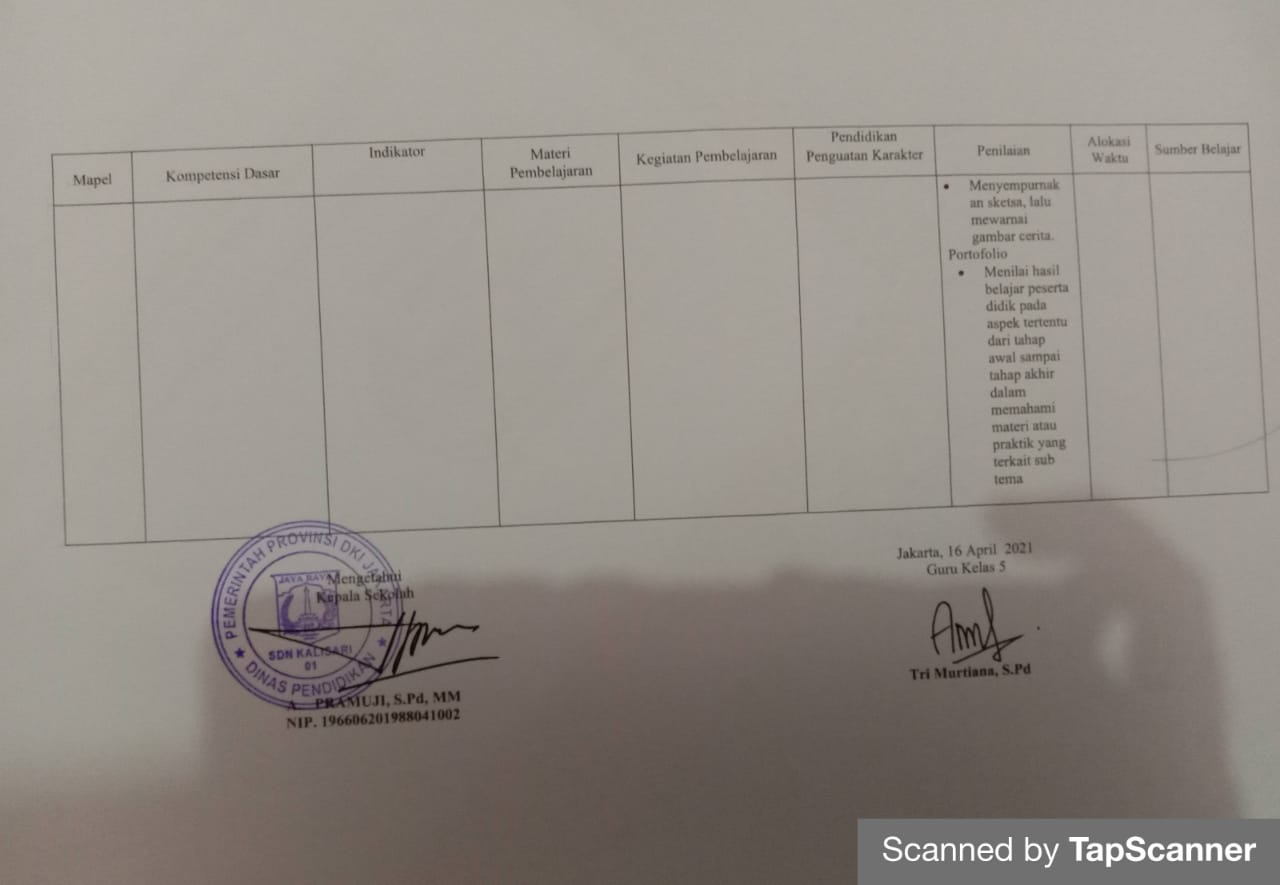 Mapel
Kompetensi Dasar
Indikator
Materi
Pembelajaran
Kegiatan Pembelajaran
Pendidikan
Penguatan Karakter
Penilaian
Alokasi
Waktu
Sumber Belajar
• Menyempurnak
an sketsa, lalu
mewarnai
gambar cerita.
Portofolio
• Menilai hasil
belajar peserta
didik pada
aspek tertentu
dari tahap
awal sampai
tahap akhir
dalam
memahami
materi atau
praktik yang
terkait sub
tema
Mengetahui
Kepala Sekolah
PEMERINTAH PROVINSI DKI JAKARTA
JAYA RAYA
SDN KALISARI
01
★ DINAS PENDIDIKAN ★
A. PRAMUJI, S.Pd, MM
NIP. 196606201988041002
Jakarta, 16 April 2021
Guru Kelas 5
Tri Murtiana, S.Pd
Scanned by TapScanner